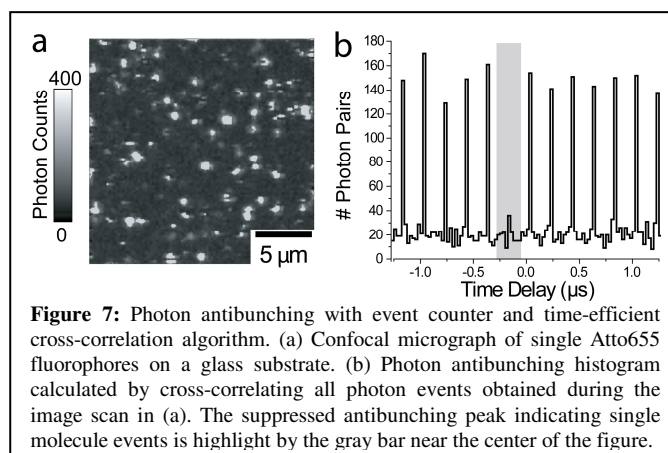 a
b
400
Photon Counts
0
5 µm
180
160
140
120
100
80
60
40
20
0
# Photon Pairs
-1.0 -0.5 0.0 0.5 1.0
Time Delay (µs)
Figure 7: Photon antibunching with event counter and time-efficient
cross-correlation algorithm. (a) Confocal micrograph of single Atto655
fluorophores on a glass substrate. (b) Photon antibunching histogram
calculated by cross-correlating all photon events obtained during the
image scan in (a). The suppressed antibunching peak indicating single
molecule events is highlight by the gray bar near the center of the figure.